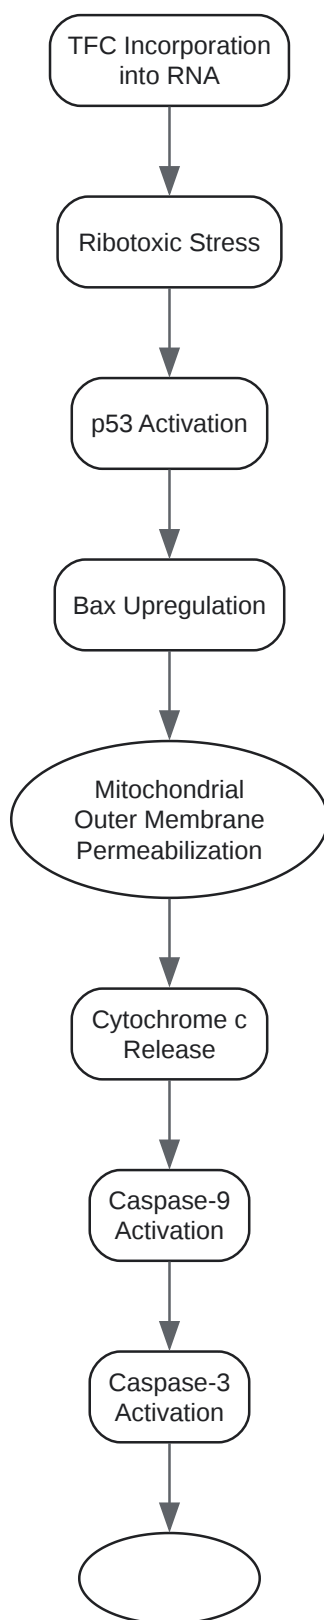 TFC Incorporation
into RNA
Ribotoxic Stress
p53 Activation
Bax Upregulation
Mitochondrial
Outer Membrane
Permeabilization
Cytochrome c
Release
Caspase-9
Activation
Caspase-3
Activation